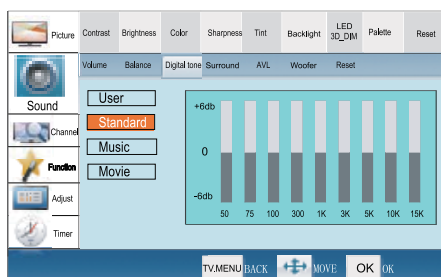 Picture Contrast Brightness Color Sharpness Tint Backlight LED 3D_DIM Palette Reset
Volume Balance Digital tone Surround AVL Woofer Reset
Sound
Channel
Function
Adjust
Timer
User
Standard
Music
Movie
+6db
0
-6db
50 75 100 300 1K 3K 5K 10K 15K
TV.MENU BACK MOVE OK OK